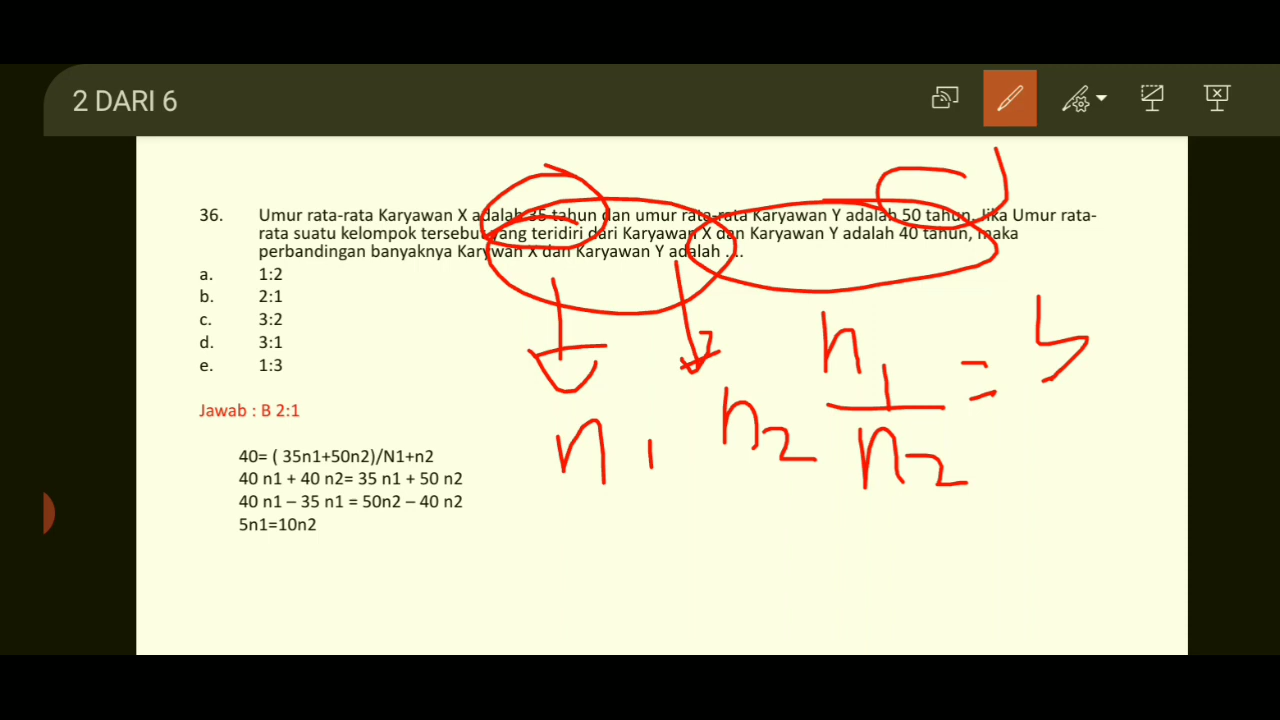 2 DARI 6
36. Umur rata-rata Karyawan X adalah 35 tahun dan umur rata-rata Karyawan Y adalah 50 tahun. Jika Umur rata-
rata suatu kelompok tersebut yang teridiri dari Karyawan X dan Karyawan Y adalah 40 tahun, maka
perbandingan banyaknya Karywan X dan Karyawan Y adalah ....
a. 1:2
b. 2:1
c. 3:2
d. 3:1
e. 1:3
Jawab : B 2:1
40= ( 35n1+50n2)/N1+n2
40 n1 + 40 n2= 35 n1 + 50 n2
40 n1 – 35 n1 = 50n2 – 40 n2
5n1=10n2
n1 n2
n1
=
n2